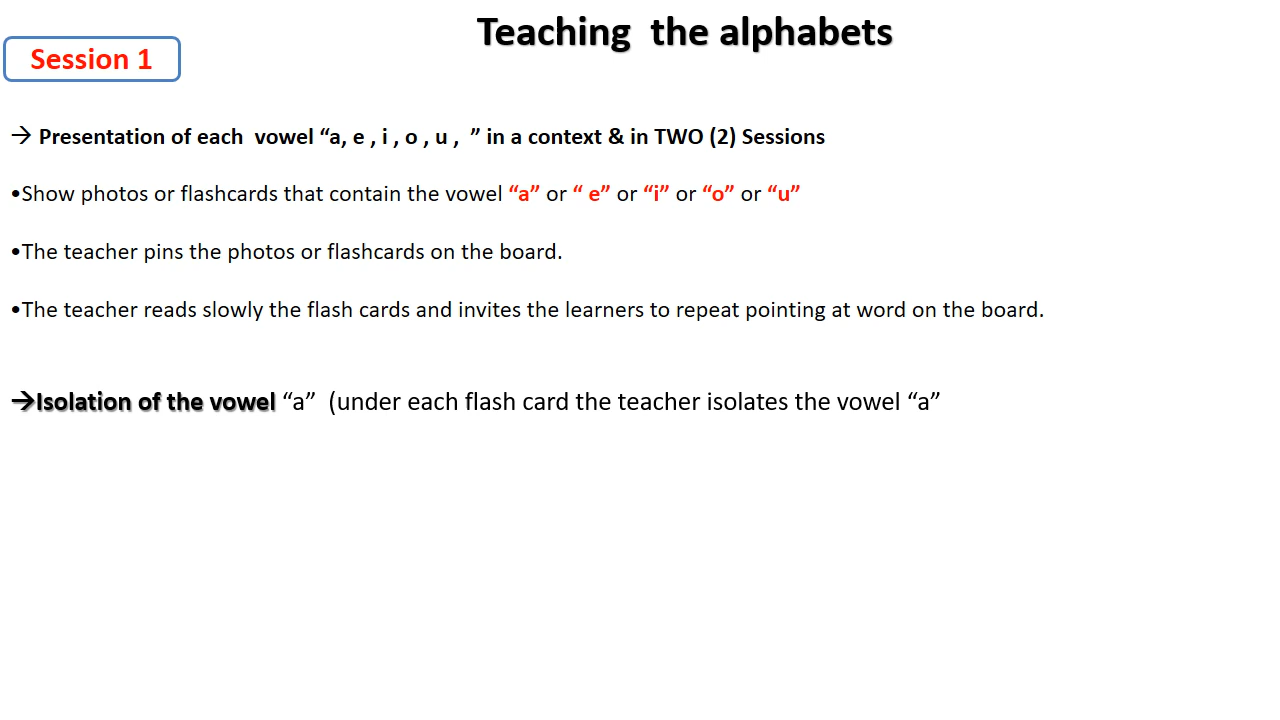 Teaching  the alphabets
Session 1
→ Presentation of each  vowel “a, e , i , o , u ,  ” in a context & in TWO (2) Sessions
•Show photos or flashcards that contain the vowel “a” or “ e” or “i” or “o” or “u”
•The teacher pins the photos or flashcards on the board.
•The teacher reads slowly the flash cards and invites the learners to repeat pointing at word on the board.
→Isolation of the vowel “a”  (under each flash card the teacher isolates the vowel “a”